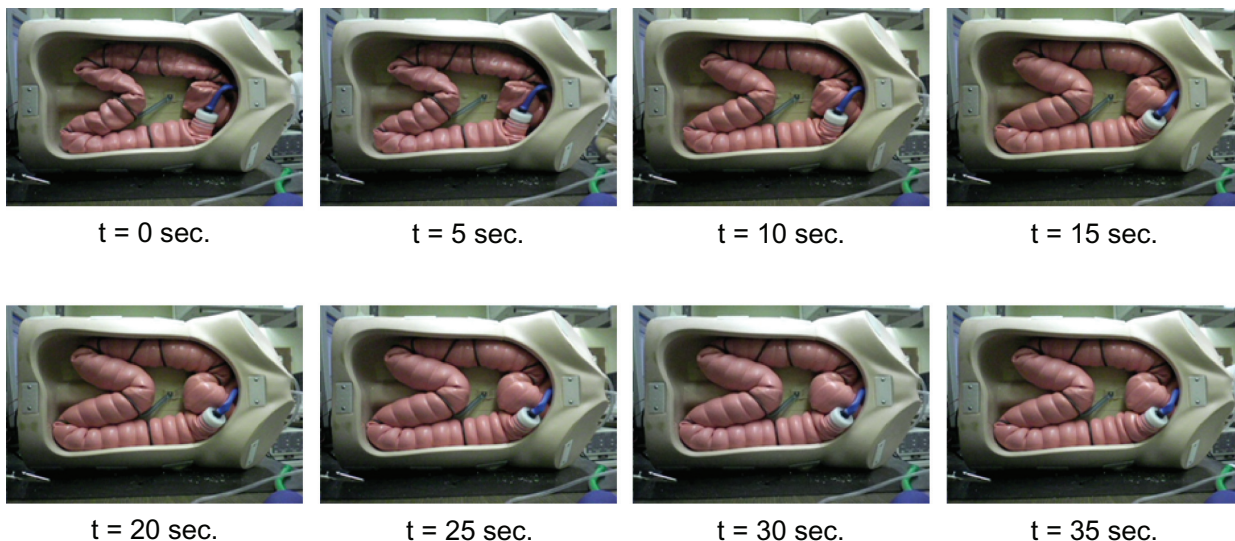 t = 0 sec.
t = 5 sec.
t = 10 sec.
t = 15 sec.
t = 20 sec.
t = 25 sec.
t = 30 sec.
t = 35 sec.